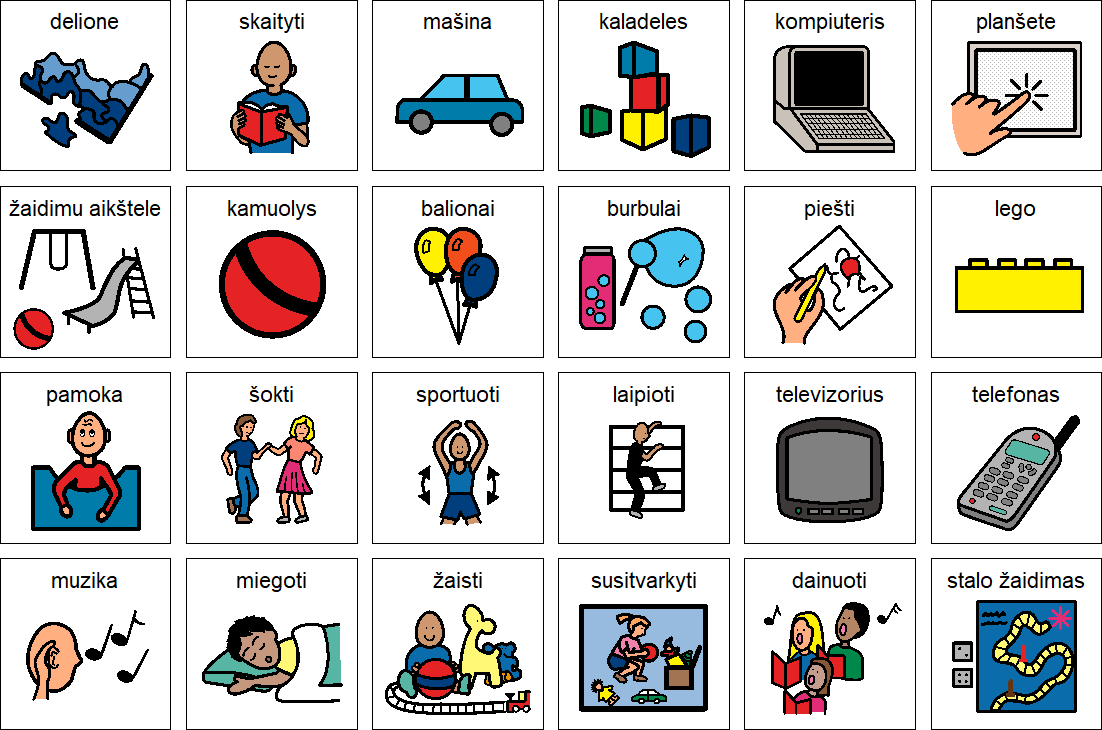 delione
skaityti
mašina
kaladeles
kompiuteris
planšete
žaidimu aikštele
kamuolys
balionai
burbulai
piešti
lego
pamoka
šokti
sportuoti
laipioti
televizorius
telefonas
muzika
miegoti
žaisti
susitvarkyti
dainuoti
stalo žaidimas